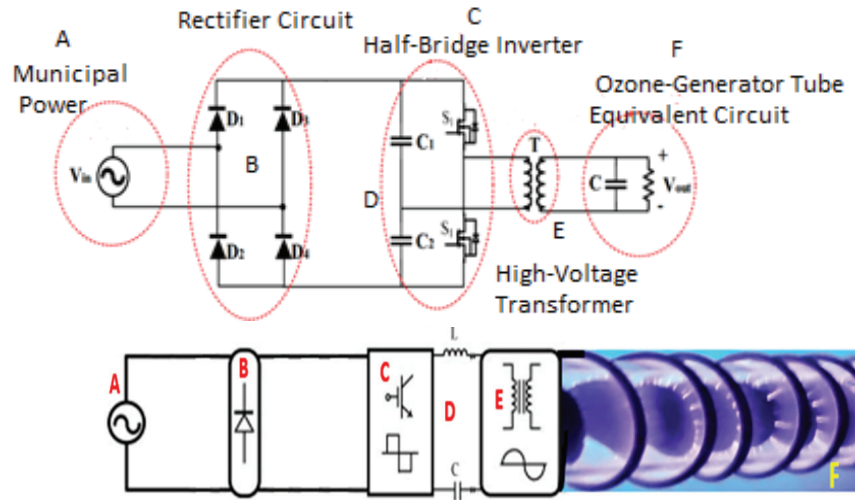 A
Municipal
Power
Rectifier Circuit
C
Half-Bridge Inverter
F
Ozone-Generator Tube
Equivalent Circuit
D1
D3
S1
C1
T
+
Vin
B
D
C
Vout
-
D2
D4
C2
S1
E
High-Voltage
Transformer
L
A
B
C
D
E
C
F